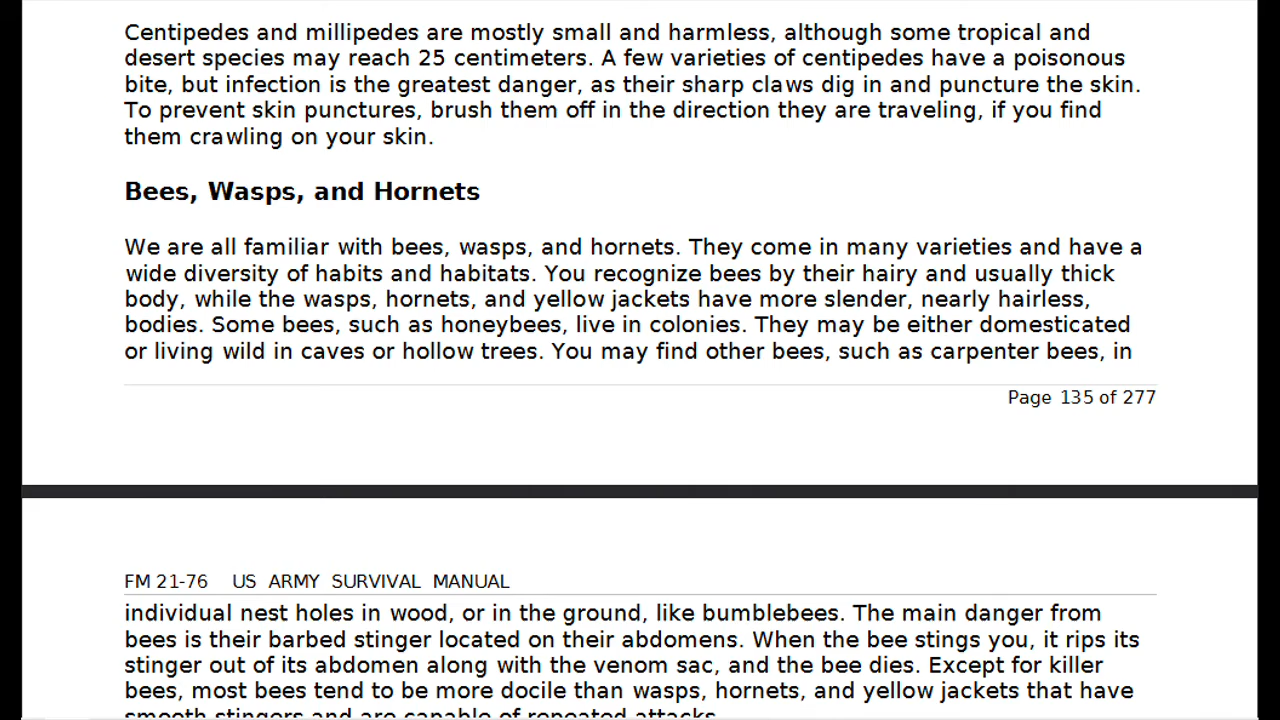 Centipedes and millipedes are mostly small and harmless, although some tropical and
desert species may reach 25 centimeters. A few varieties of centipedes have a poisonous
bite, but infection is the greatest danger, as their sharp claws dig in and puncture the skin.
To prevent skin punctures, brush them off in the direction they are traveling, if you find
them crawling on your skin.
Bees, Wasps, and Hornets
We are all familiar with bees, wasps, and hornets. They come in many varieties and have a
wide diversity of habits and habitats. You recognize bees by their hairy and usually thick
body, while the wasps, hornets, and yellow jackets have more slender, nearly hairless,
bodies. Some bees, such as honeybees, live in colonies. They may be either domesticated
or living wild in caves or hollow trees. You may find other bees, such as carpenter bees, in
Page 135 of 277
FM 21-76 US ARMY SURVIVAL MANUAL
individual nest holes in wood, or in the ground, like bumblebees. The main danger from
bees is their barbed stinger located on their abdomens. When the bee stings you, it rips its
stinger out of its abdomen along with the venom sac, and the bee dies. Except for killer
bees, most bees tend to be more docile than wasps, hornets, and yellow jackets that have
smooth stingers and are capable of repeated attacks.